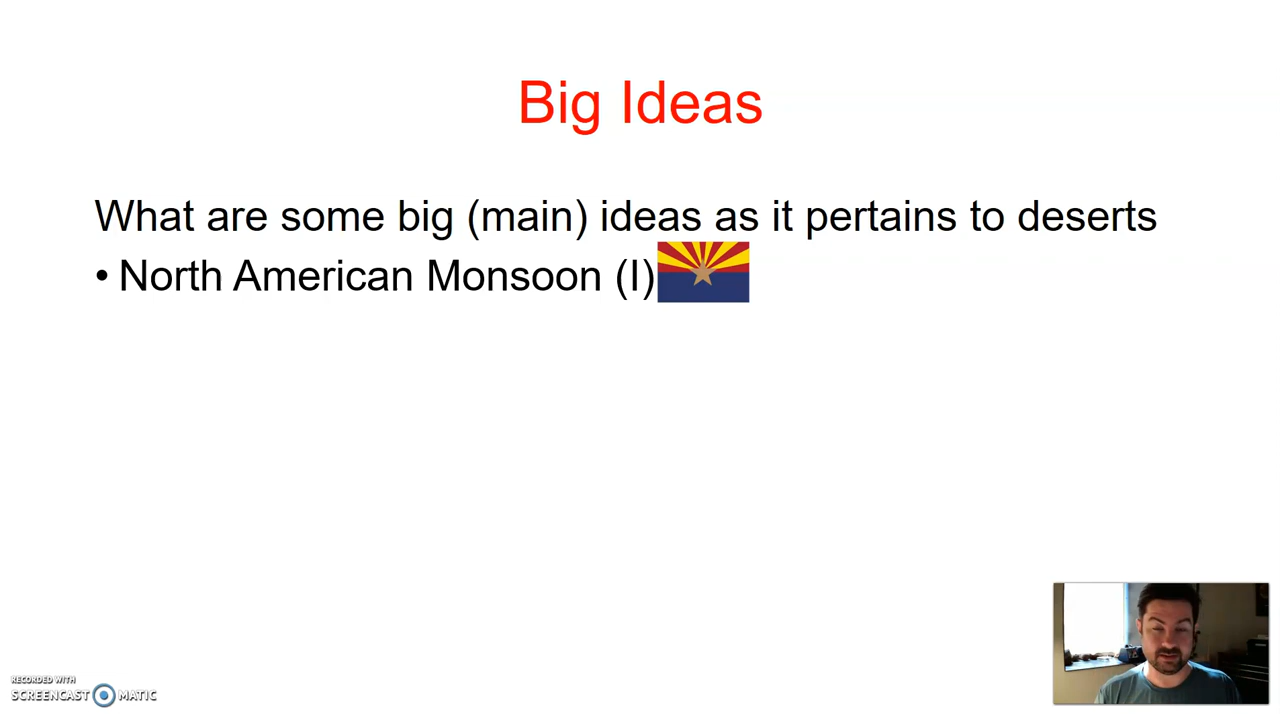 Big Ideas
What are some big (main) ideas as it pertains to deserts
• North American Monsoon (I)
RECORDED WITH
SCREENCAST MATIC